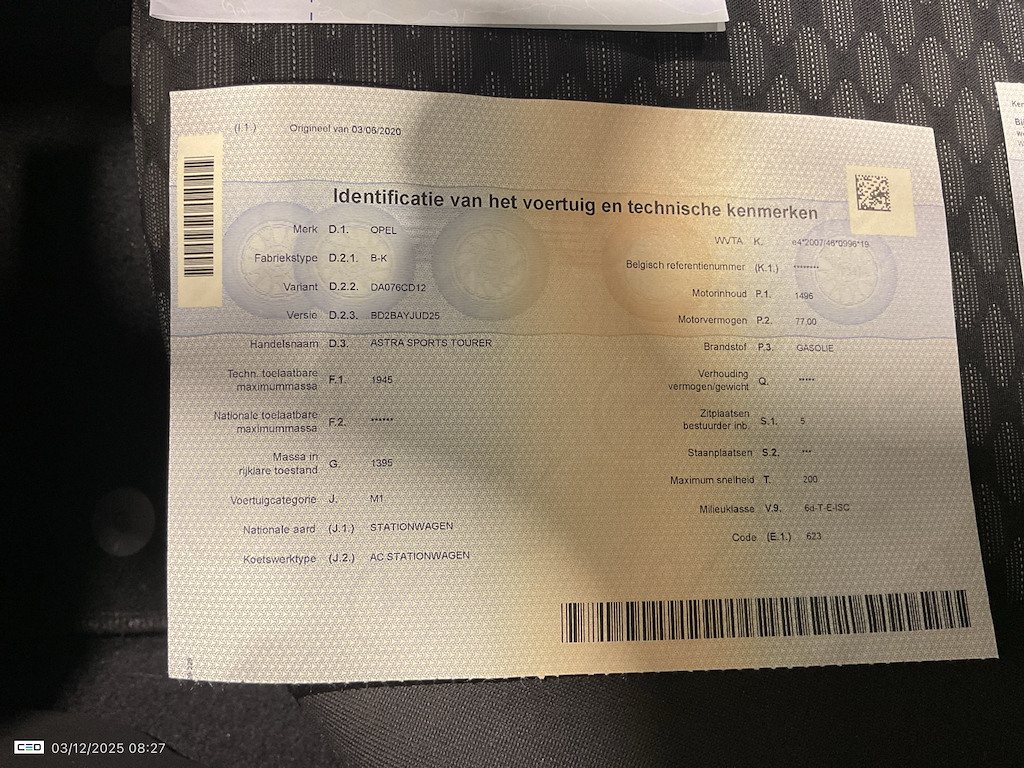 (I.1) Origineel van 03/06/2020
Identificatie van het voertuig en technische kenmerken
Merk D.1. OPEL
Fabriekstype D.2.1. B-K
Variant D.2.2. DA076CD12
Versie D.2.3. BD2BAYJUD25
Handelsnaam D.3. ASTRA SPORTS TOURER
Techn. toelaatbare
maximummassa F.1. 1945
Nationale toelaatbare
maximummassa F.2. ******
Massa in
rijklare toestand G. 1395
Voertuigcategorie J. M1
Nationale aard (J.1.) STATIONWAGEN
Koetswerktype (J.2.) AC STATIONWAGEN
WVTA K. e4*2007/46*0996*19
Belgisch referentienummer (K.1.) ********
Motorinhoud P.1. 1496
Motorvermogen P.2. 77.00
Brandstof P.3. GASOLIE
Verhouding
vermogen/gewicht Q. *****
Zitplaatsen
bestuurder inb. S.1. 5
Staanplaatsen S.2. ***
Maximum snelheid T. 200
Milieuklasse V.9. 6d-T-E-ISC
Code (E.1.) 623
CEO 03/12/2025 08:27